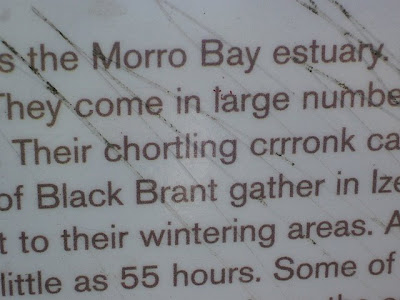 s the Morro Bay estuary.
They come in large numbe
Their chortling crrronk ca
of Black Brant gather in Ize
t to their wintering areas. A
little as 55 hours. Some of